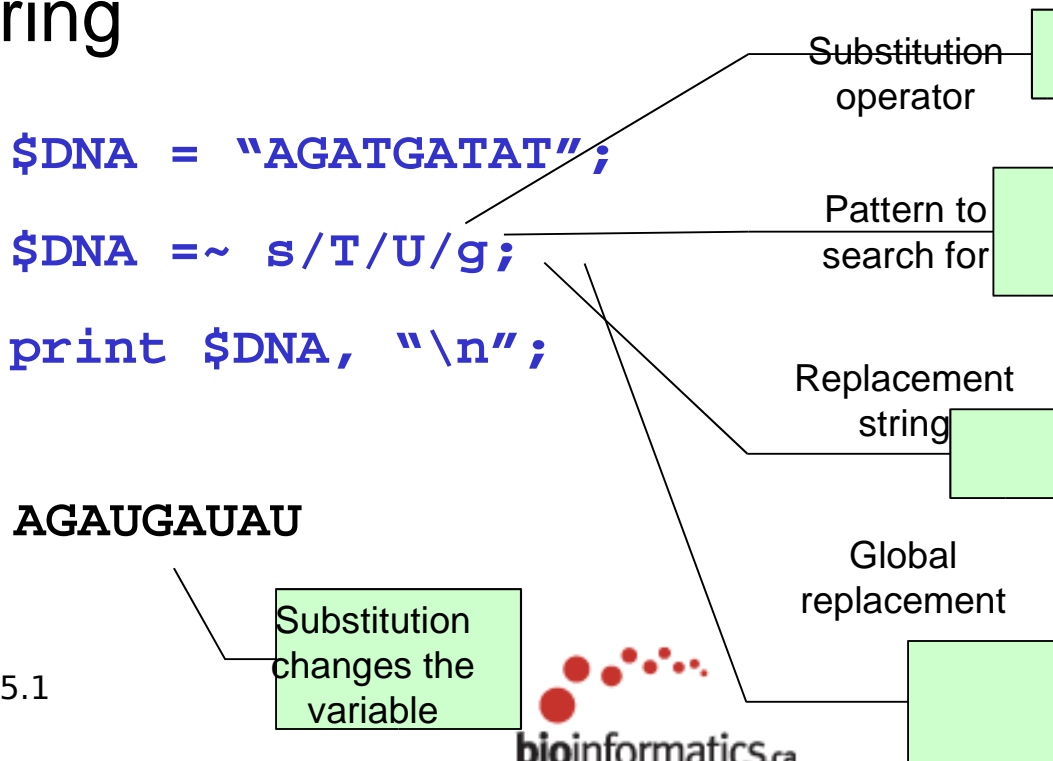 ring
$DNA = “AGATGATAT”;
$DNA =~ s/T/U/g;
print $DNA, “\n”;
AGAUGAUAU
Substitution
operator
Pattern to
search for
Replacement
string
Global
replacement
Substitution
changes the
variable
5.1
bioinformatics.ca